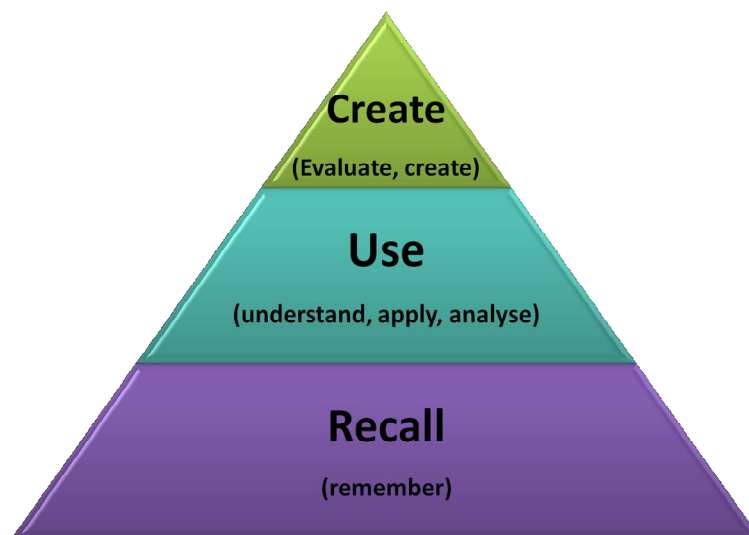 Create
(Evaluate, create)
Use
(understand, apply, analyse)
Recall
(remember)